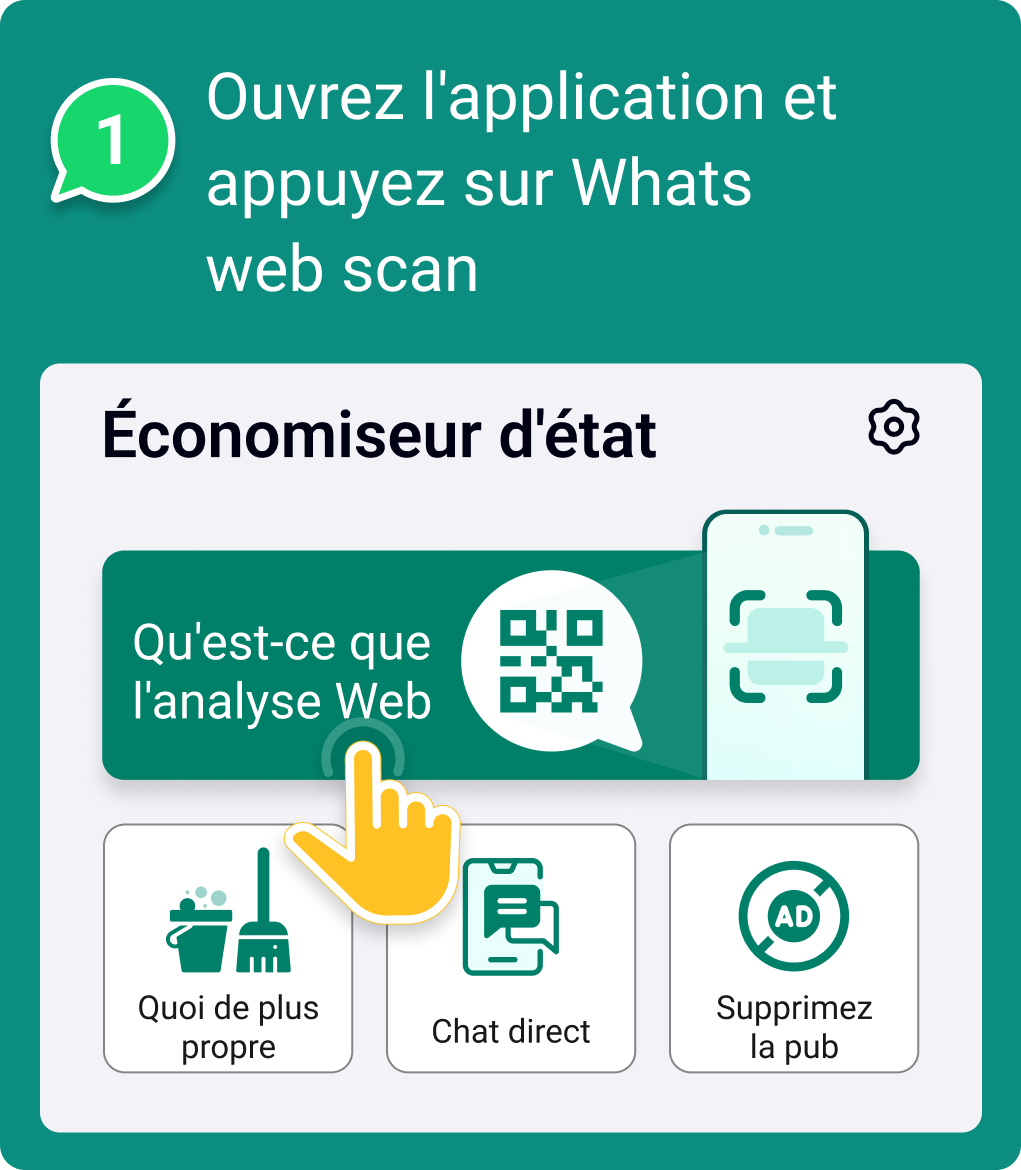 1
Ouvrez l'application et
appuyez sur Whats
web scan
Économiseur d'état
Qu'est-ce que
l'analyse Web
Quoi de plus
propre
Chat direct
AD
Supprimez
la pub